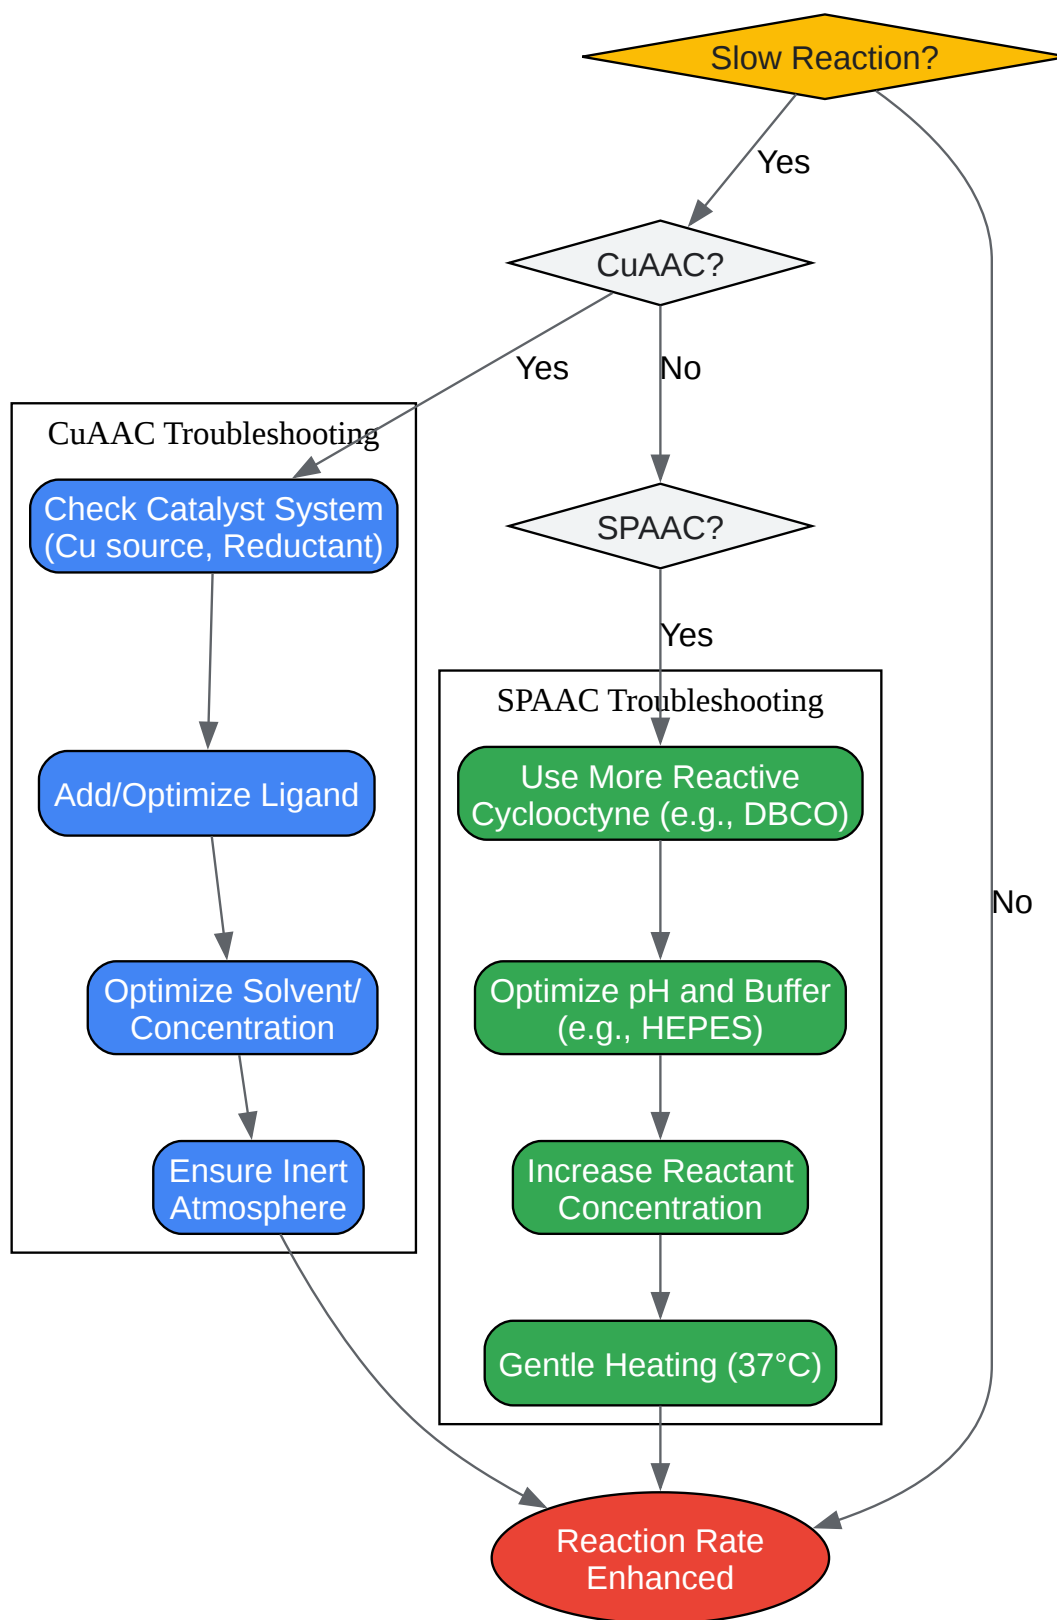 Slow Reaction?
Yes
CuAAC?
Yes
No
CuAAC Troubleshooting
Check Catalyst System
(Cu source, Reductant)
SPAAC?
Yes
SPAAC Troubleshooting
Add/Optimize Ligand
Use More Reactive
Cyclooctyne (e.g., DBCO)
No
Optimize Solvent/
Concentration
Optimize pH and Buffer
(e.g., HEPES)
Ensure Inert
Atmosphere
Increase Reactant
Concentration
Gentle Heating (37°C)
Reaction Rate
Enhanced